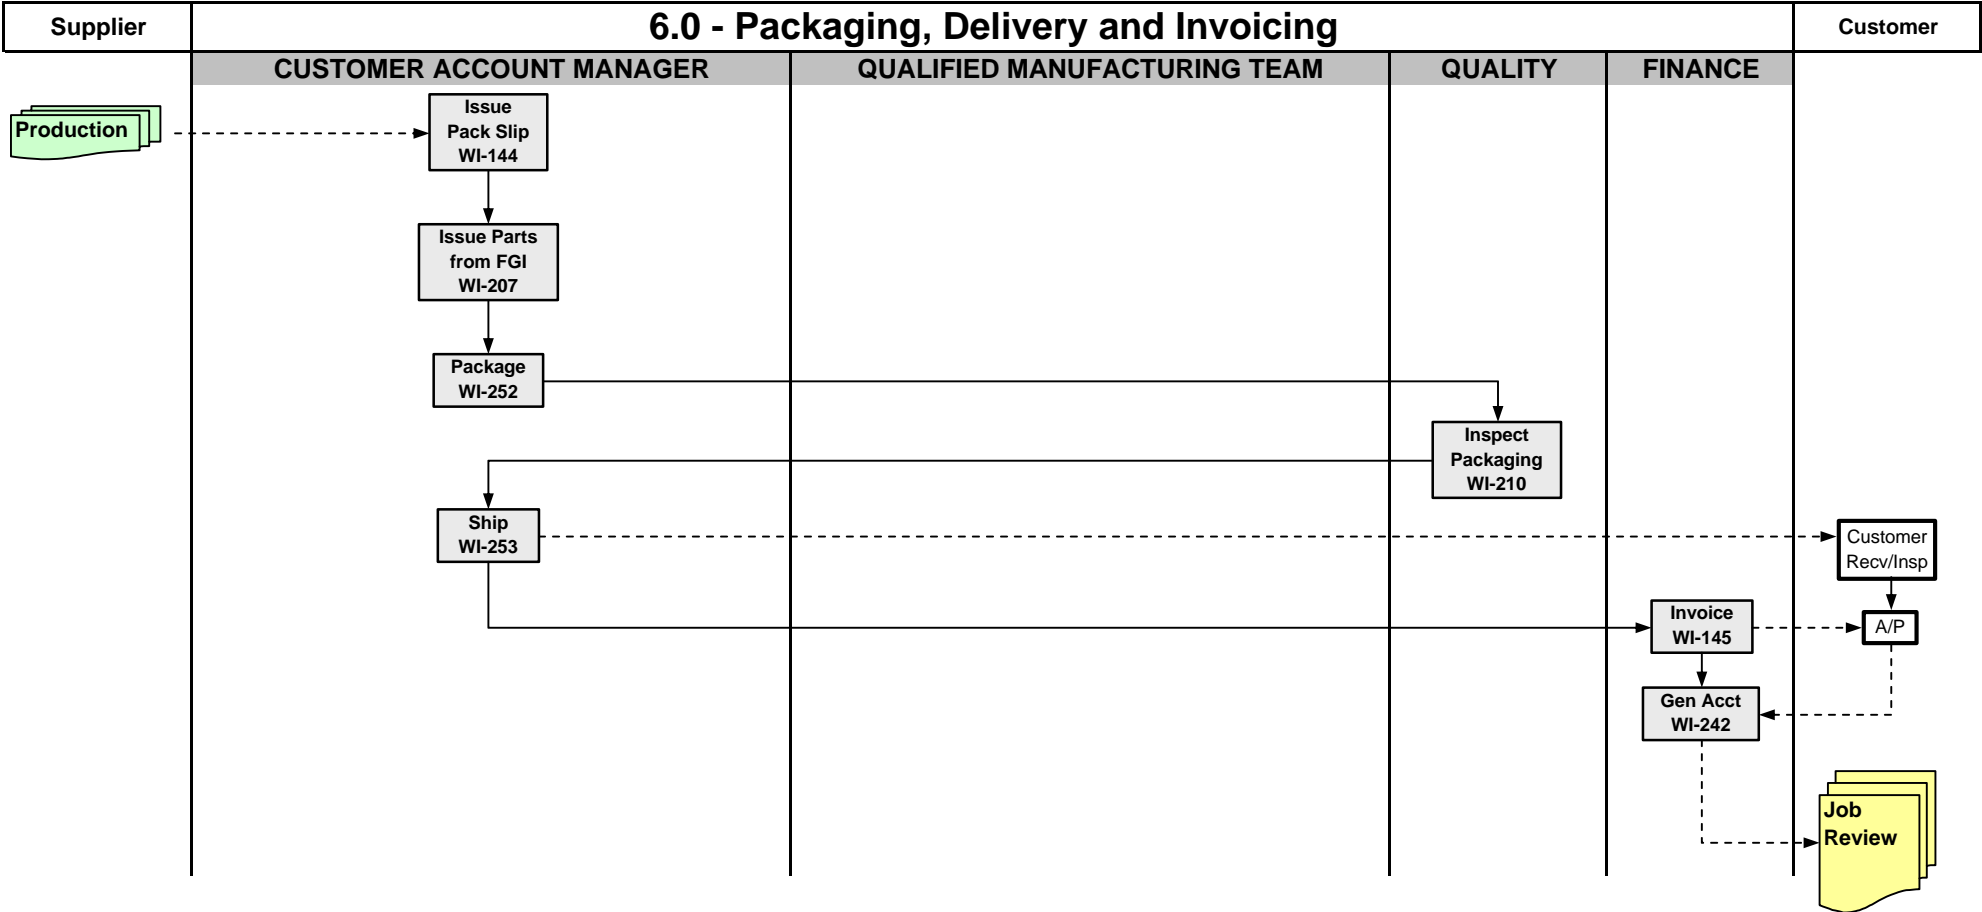 Supplier
6.0 - Packaging, Delivery and Invoicing
Customer
CUSTOMER ACCOUNT MANAGER
QUALIFIED MANUFACTURING TEAM
QUALITY
FINANCE
Production
Issue
Pack Slip
WI-144
Issue Parts
from FGI
WI-207
Package
WI-252
Inspect
Packaging
WI-210
Ship
WI-253
Customer
Recv/Insp
Invoice
WI-145
A/P
Gen Acct
WI-242
Job
Review